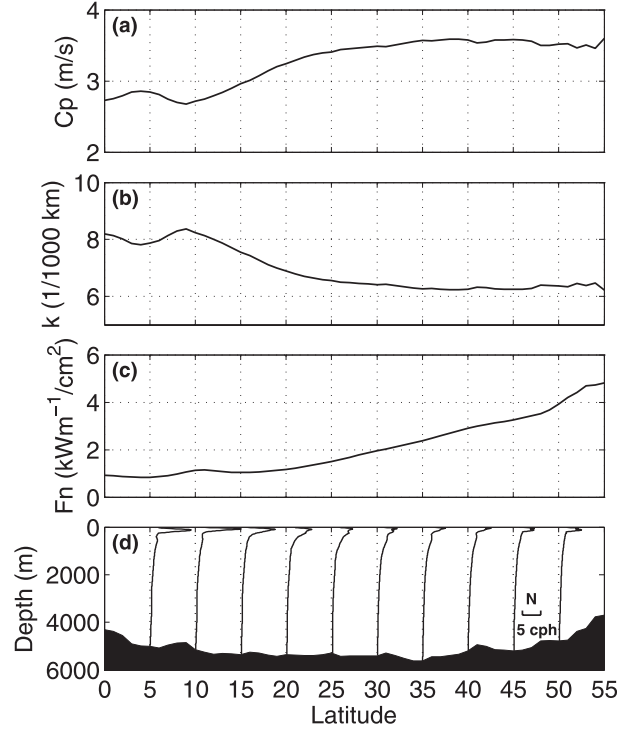 (a)
4
3
2
Cp (m/s)
(b)
10
8
6
k (1/1000 km)
(c)
6
4
2
0
Fn (kWm⁻¹/cm²)
(d)
0
2000
4000
6000
Depth (m)
N
5 cph
0 5 10 15 20 25 30 35 40 45 50 55
Latitude